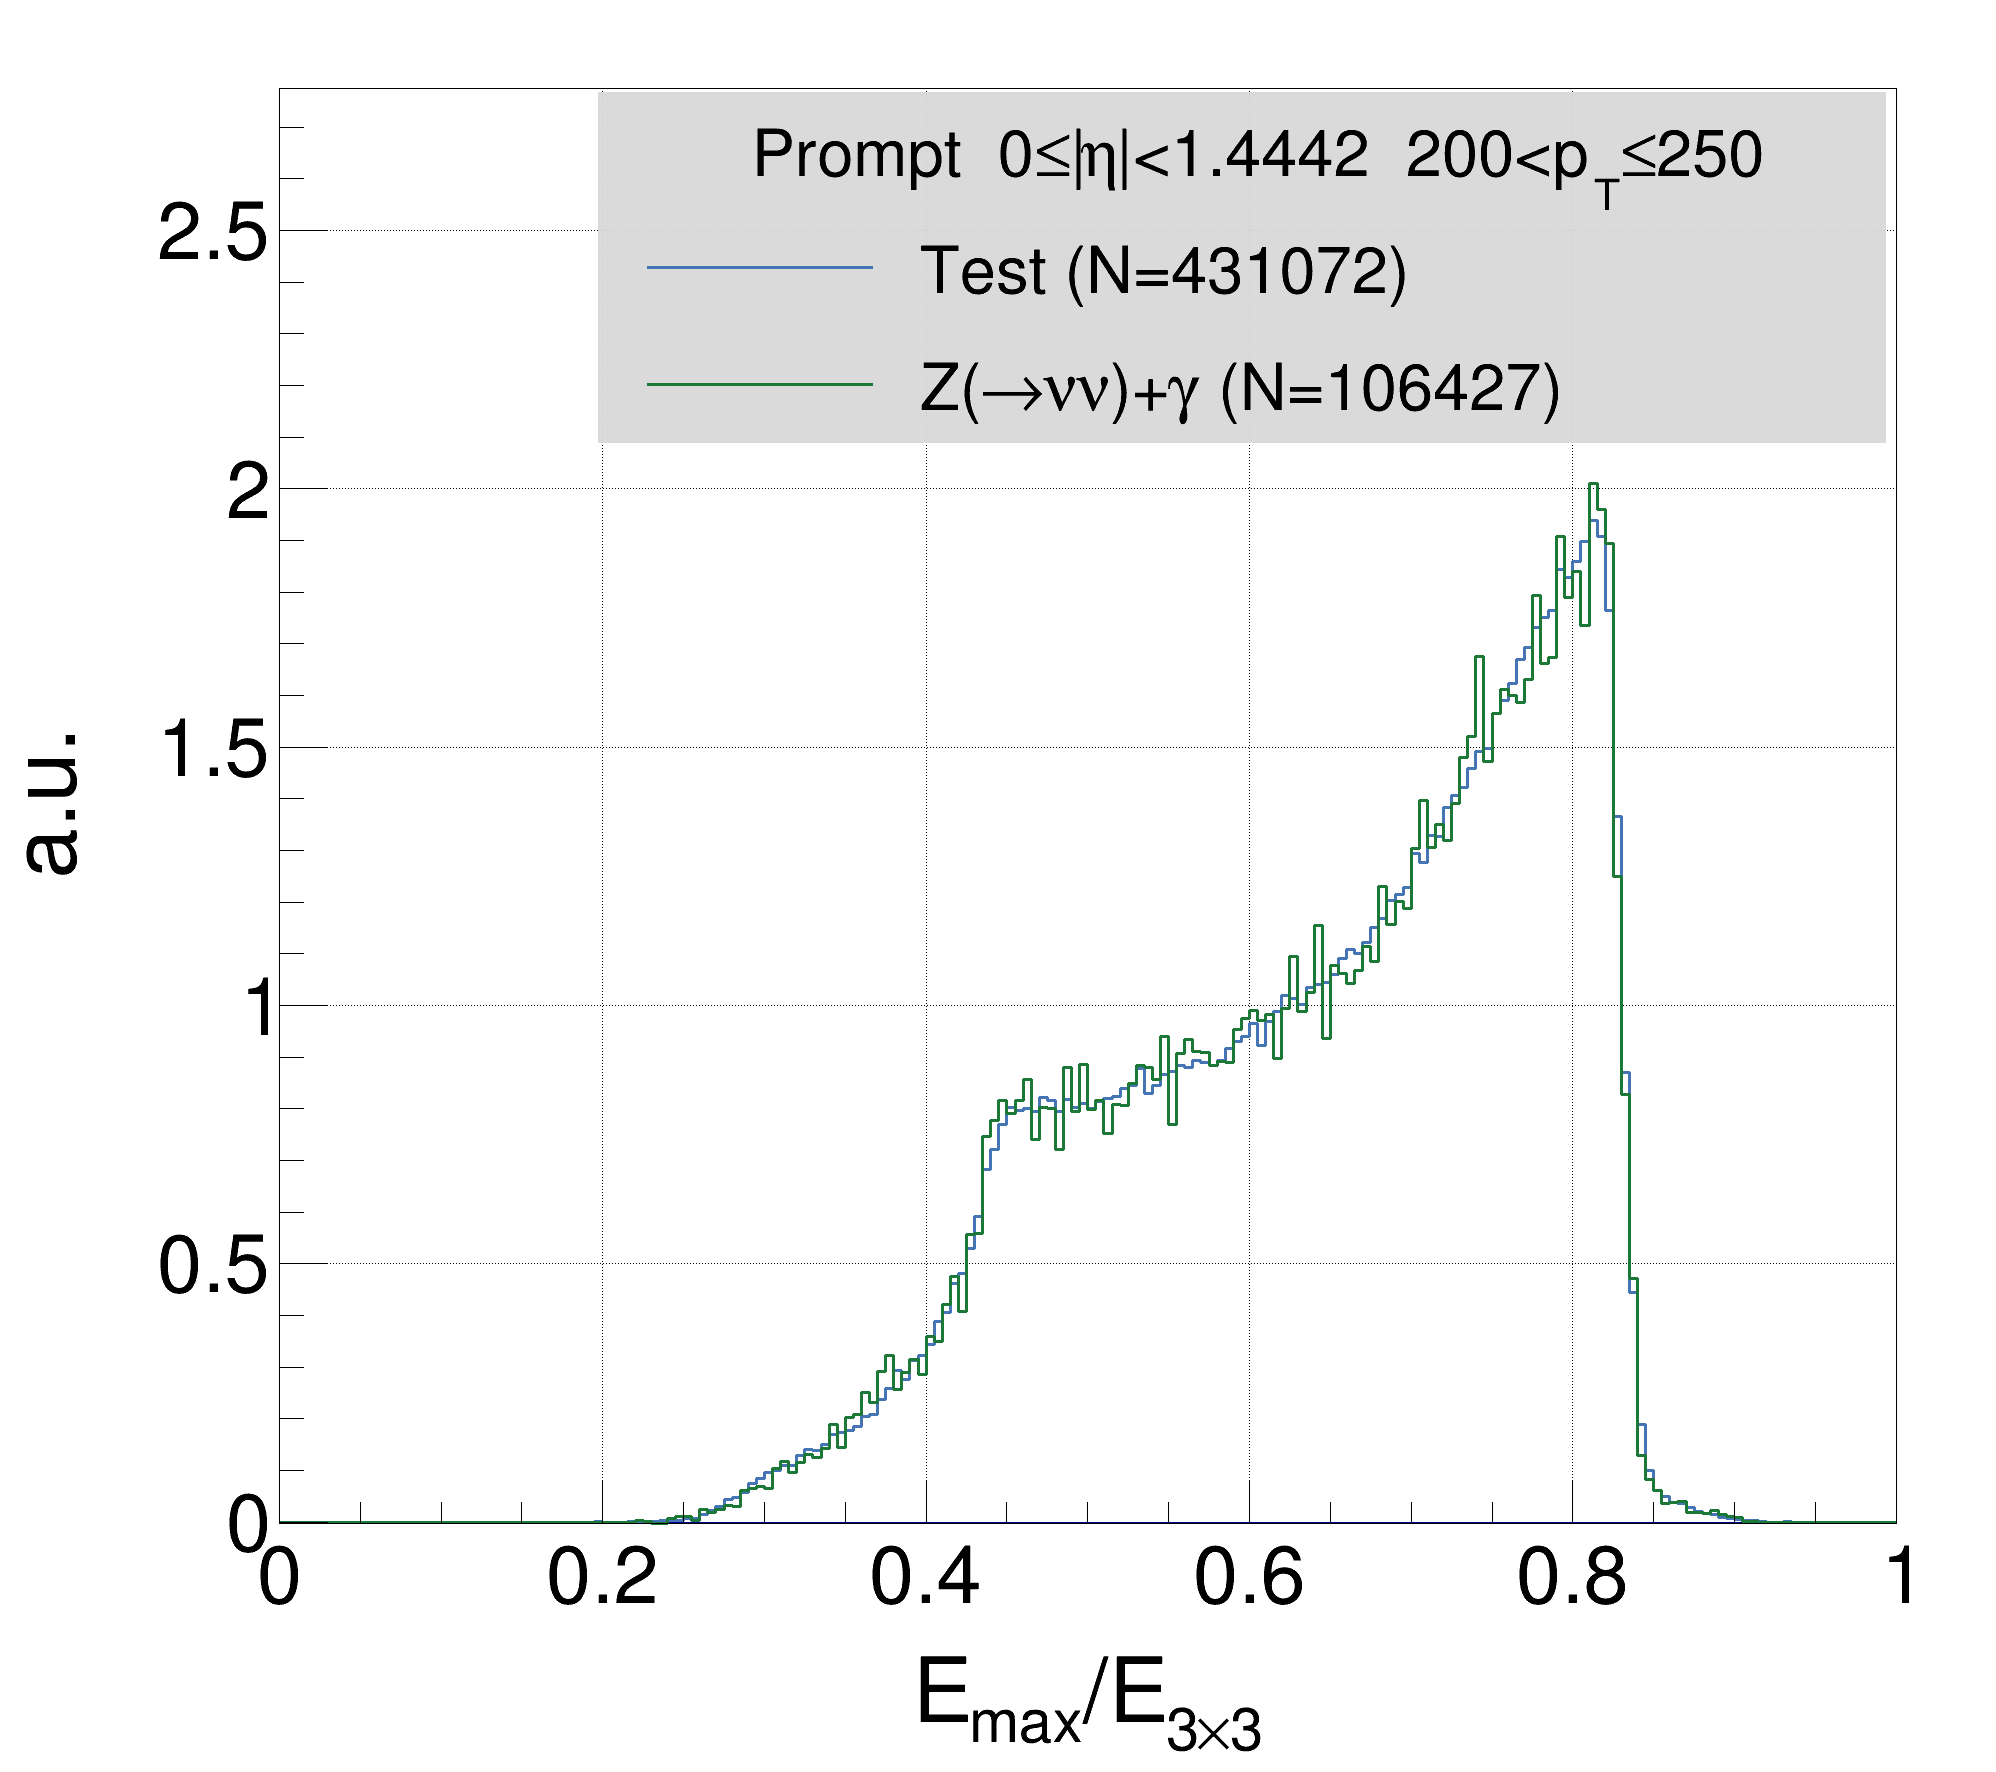 Prompt 0≤|η|<1.4442 200<p_T≤250
Test (N=431072)
Z(→νν)+γ (N=106427)
2.5
2
1.5
1
0.5
0
a.u.
0 0.2 0.4 0.6 0.8 1
E_max/E_3×3